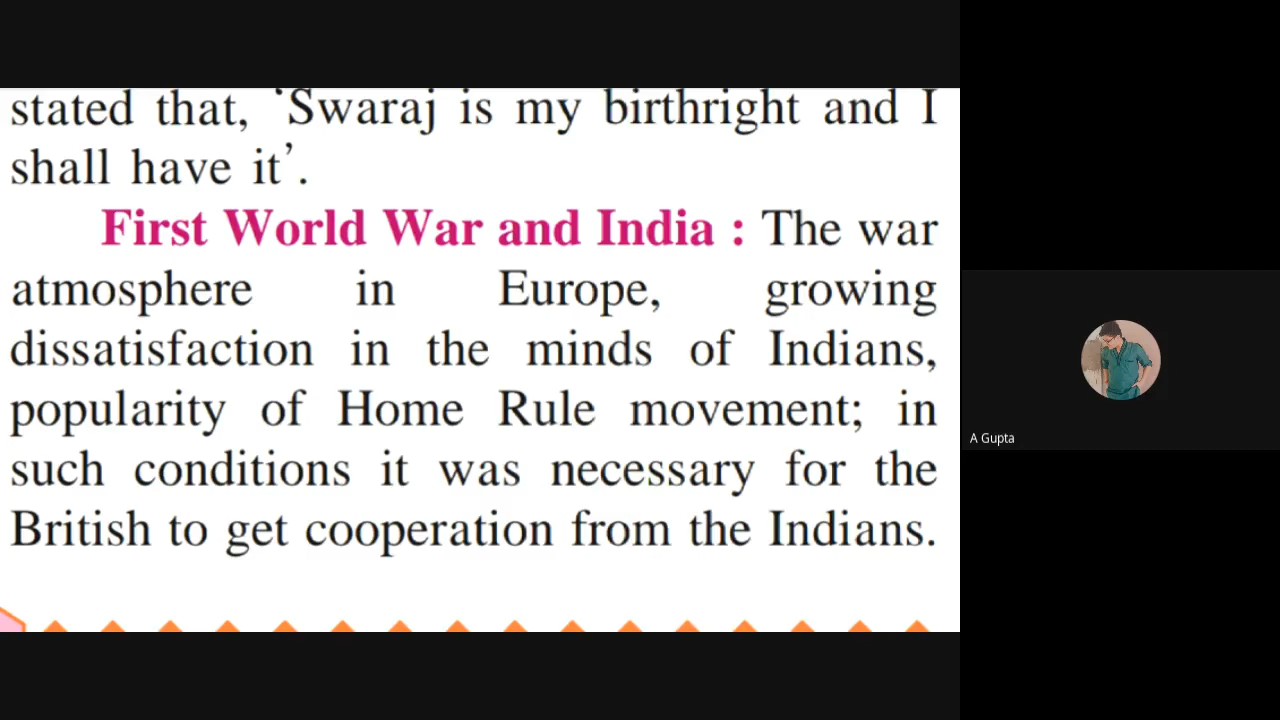 stated that, ‘Swaraj is my birthright and I
shall have it’.
First World War and India : The war
atmosphere in Europe, growing
dissatisfaction in the minds of Indians,
popularity of Home Rule movement; in
such conditions it was necessary for the
British to get cooperation from the Indians.
A Gupta